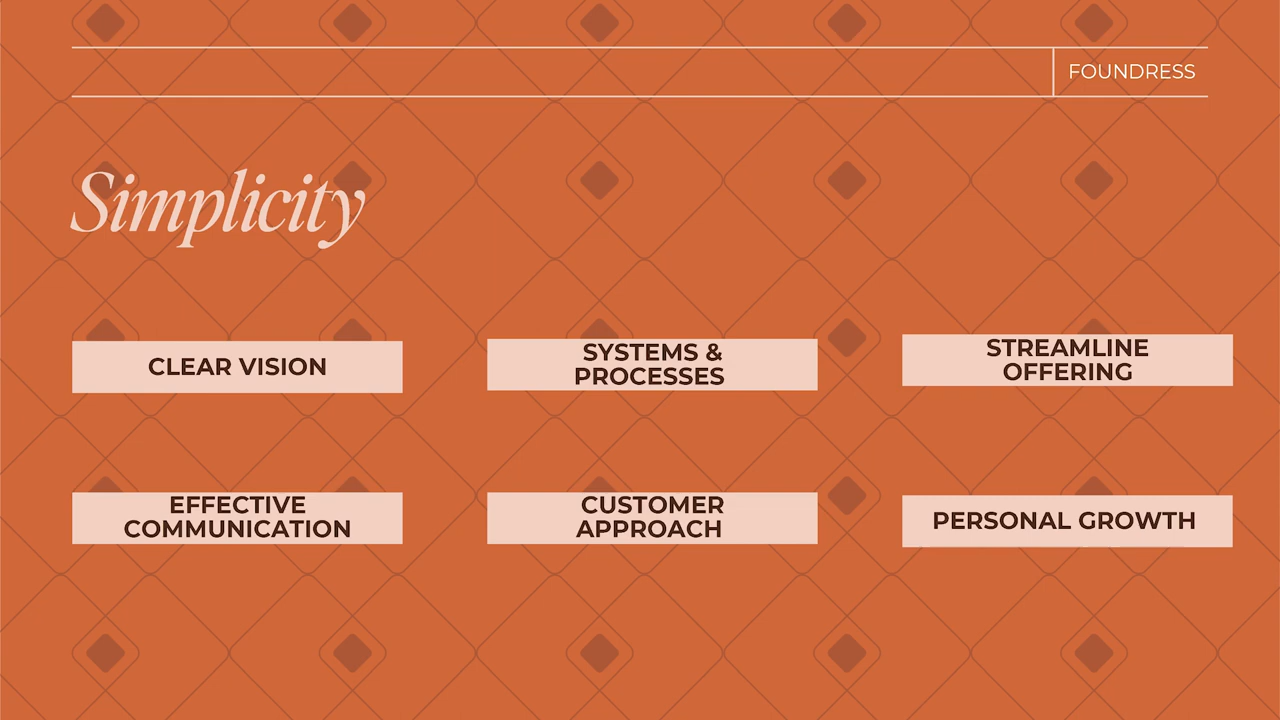 FOUNDRESS
Simplicity
CLEAR VISION
SYSTEMS &
PROCESSES
STREAMLINE
OFFERING
EFFECTIVE
COMMUNICATION
CUSTOMER
APPROACH
PERSONAL GROWTH